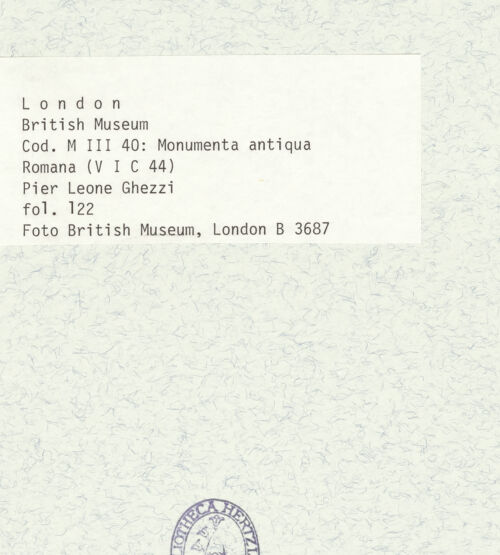 London
British Museum
Cod. M III 40: Monumenta antiqua
Romana (V I C 44)
Pier Leone Ghezzi
fol. 122
Foto British Museum, London B 3687